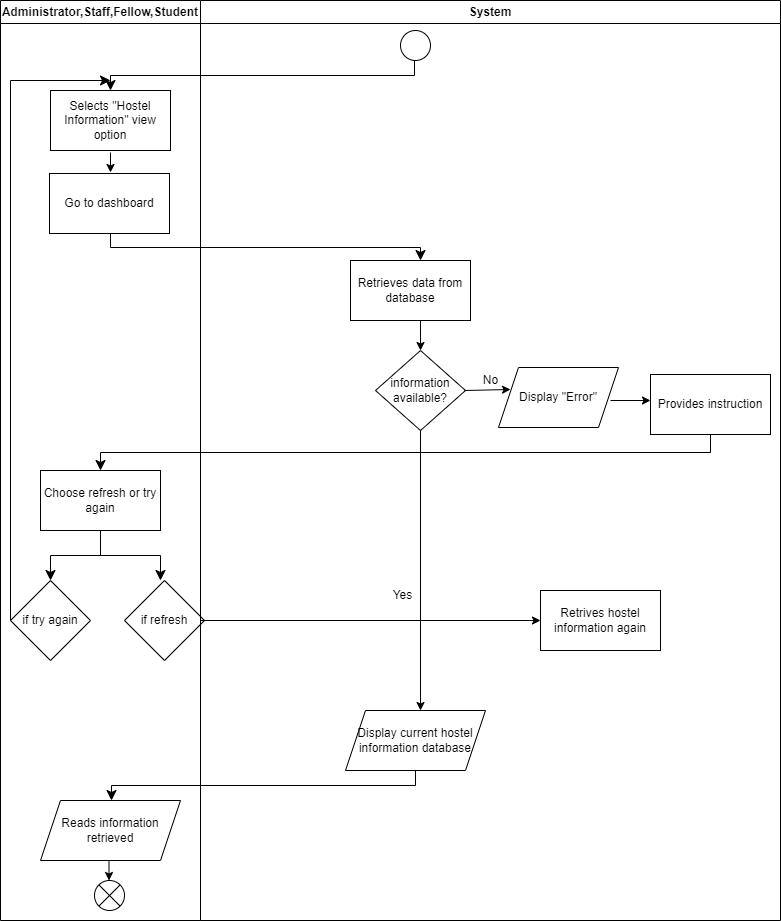 Administrator,Staff,Fellow,Student
System
Selects "Hostel
Information" view
option
Go to dashboard
Retrieves data from
database
information
available?
No
Display "Error"
Provides instruction
Choose refresh or try
again
if try again
if refresh
Yes
Retrives hostel
information again
Display current hostel
information database
Reads information
retrieved